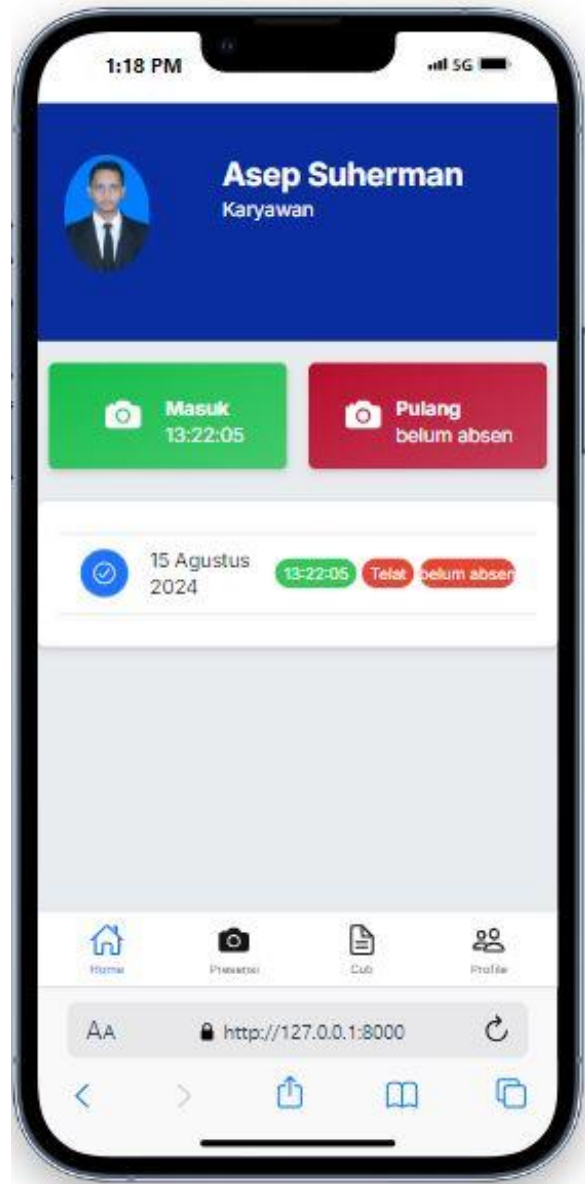 1:18 PM
5G
Asep Suherman
Karyawan
Masuk
13:22:05
Pulang
belum absen
15 Agustus
2024
13:22:05 Telat belum absen
Home Presensi Cuti Profile
AA http://127.0.0.1:8000